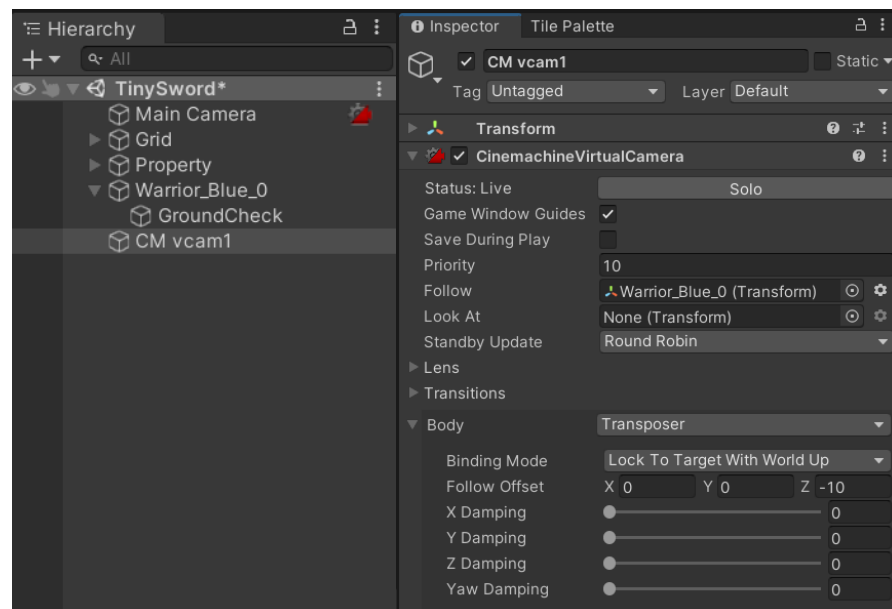 Hierarchy
All
TinySword*
Main Camera
Grid
Property
Warrior_Blue_0
GroundCheck
CM vcam1
Inspector Tile Palette
CM vcam1 Static
Tag Untagged Layer Default
Transform
CinemachineVirtualCamera
Status: Live Solo
Game Window Guides
Save During Play
Priority 10
Follow Warrior_Blue_0 (Transform)
Look At None (Transform)
Standby Update Round Robin
Lens
Transitions
Body Transposer
Binding Mode Lock To Target With World Up
Follow Offset X 0 Y 0 Z -10
X Damping 0
Y Damping 0
Z Damping 0
Yaw Damping 0